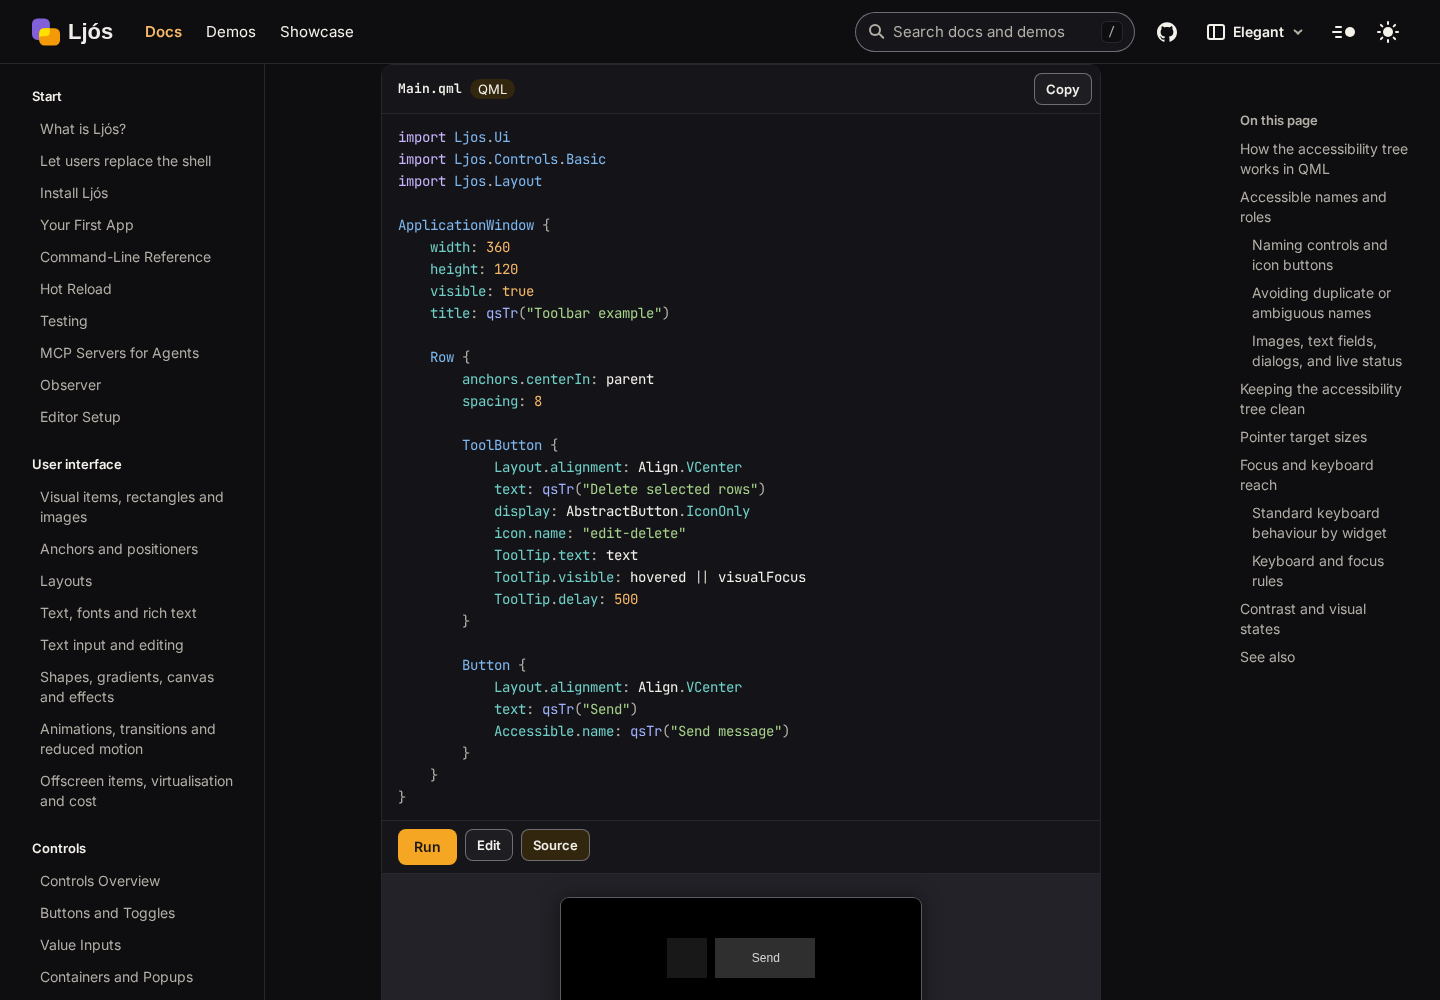 Ljós
Docs
Demos
Showcase
Search docs and demos
/
Elegant
Start
What is Ljós?
Let users replace the shell
Install Ljós
Your First App
Command-Line Reference
Hot Reload
Testing
MCP Servers for Agents
Observer
Editor Setup
User interface
Visual items, rectangles and
images
Anchors and positioners
Layouts
Text, fonts and rich text
Text input and editing
Shapes, gradients, canvas
and effects
Animations, transitions and
reduced motion
Offscreen items, virtualisation
and cost
Controls
Controls Overview
Buttons and Toggles
Value Inputs
Containers and Popups
Main.qml
QML
Copy
import Ljos.Ui
import Ljos.Controls.Basic
import Ljos.Layout
ApplicationWindow {
    width: 360
    height: 120
    visible: true
    title: qsTr("Toolbar example")
    Row {
        anchors.centerIn: parent
        spacing: 8
        ToolButton {
            Layout.alignment: Align.VCenter
            text: qsTr("Delete selected rows")
            display: AbstractButton.IconOnly
            icon.name: "edit-delete"
            ToolTip.text: text
            ToolTip.visible: hovered || visualFocus
            ToolTip.delay: 500
        }
        Button {
            Layout.alignment: Align.VCenter
            text: qsTr("Send")
            Accessible.name: qsTr("Send message")
        }
    }
}
Run
Edit
Source
Send
On this page
How the accessibility tree
works in QML
Accessible names and
roles
Naming controls and
icon buttons
Avoiding duplicate or
ambiguous names
Images, text fields,
dialogs, and live status
Keeping the accessibility
tree clean
Pointer target sizes
Focus and keyboard
reach
Standard keyboard
behaviour by widget
Keyboard and focus
rules
Contrast and visual
states
See also